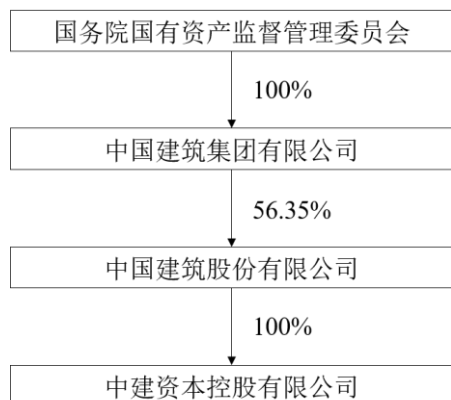 国务院国有资产监督管理委员会
100%
中国建筑集团有限公司
56.35%
中国建筑股份有限公司
100%
中建资本控股有限公司